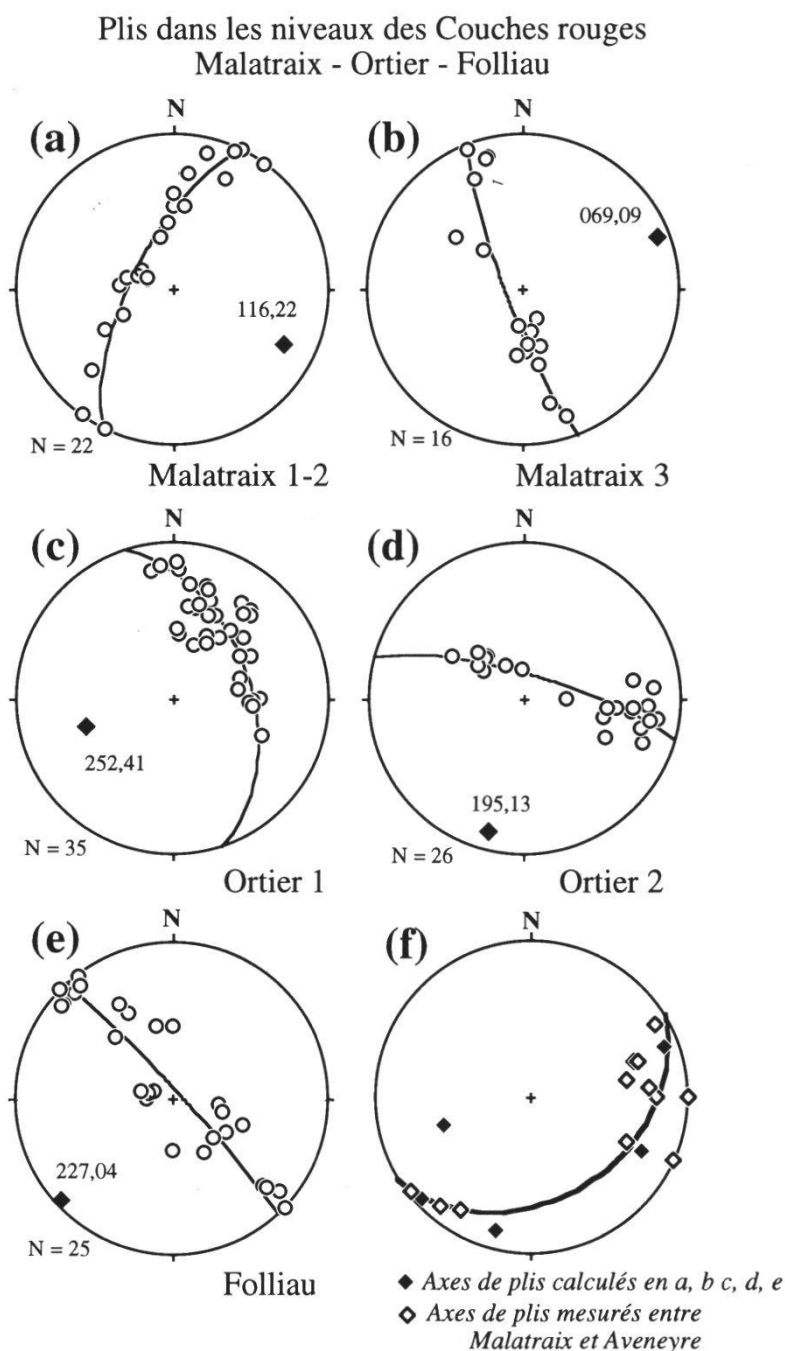 Plis dans les niveaux des Couches rouges
Malatraix - Ortier - Folliau
(a)
N
116,22
N = 22
Malatraix 1-2
(b)
N
069,09
N = 16
Malatraix 3
(c)
N
252,41
N = 35
Ortier 1
(d)
N
195,13
N = 26
Ortier 2
(e)
N
227,04
N = 25
Folliau
(f)
N
Axes de plis calculés en a, b c, d, e
Axes de plis mesurés entre
Malatraix et Aveneyre